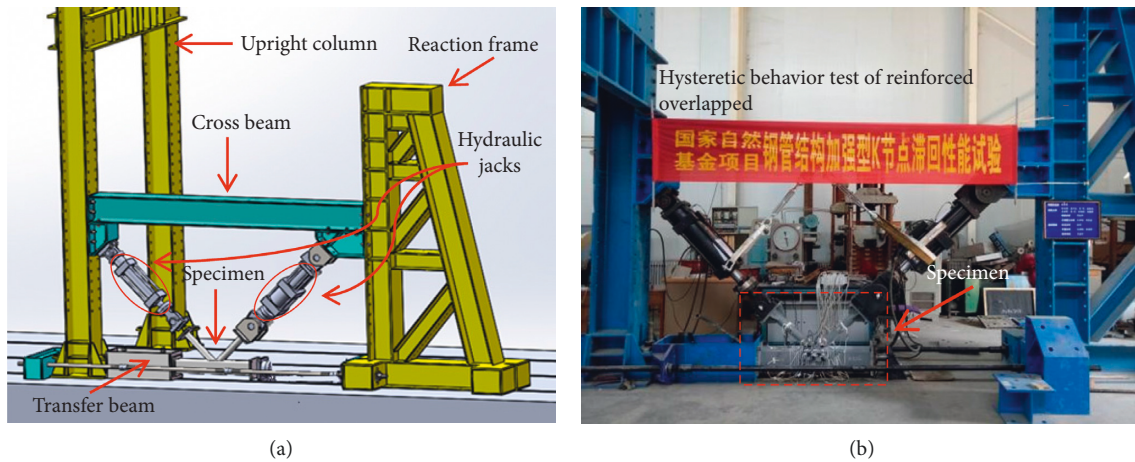 Upright column
Reaction frame
Cross beam
Hydraulic
jacks
Specimen
Transfer beam
(a)
Hysteretic behavior test of reinforced
overlapped
国家自然
基金项目
钢管结构加强型K节点滞回性能试验
Specimen
(b)